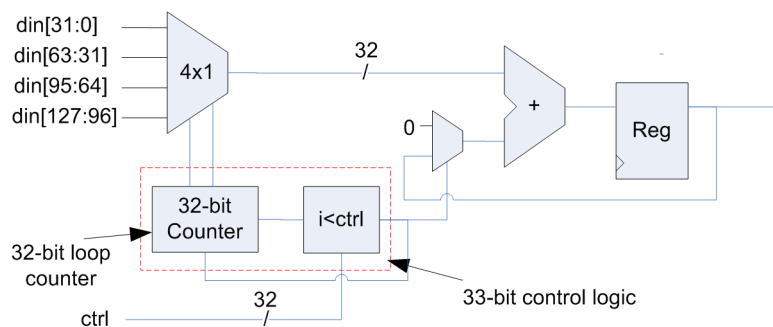 din[31:0]
din[63:31]
din[95:64]
din[127:96]
4x1
32
+
Reg
0
32-bit
Counter
i<ctrl
32-bit loop
counter
32
33-bit control logic
ctrl